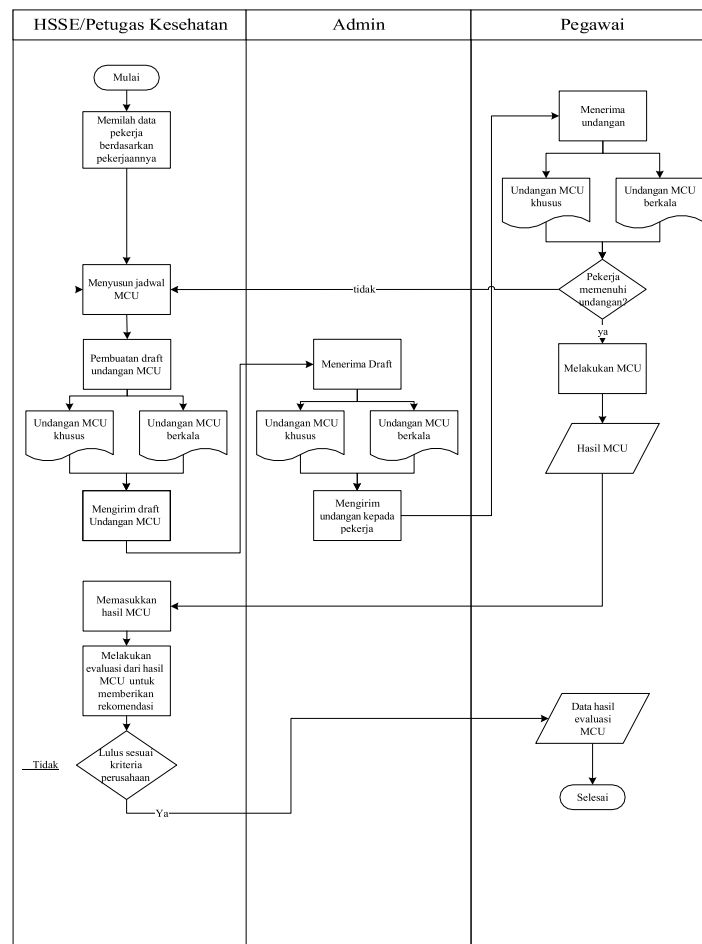 HSSE/Petugas Kesehatan
Admin
Pegawai
Mulai
Memilah data
pekerja
berdasarkan
pekerjaannya
Menyusun jadwal
MCU
Pembuatan draft
undangan MCU
Undangan MCU
khusus
Undangan MCU
berkala
Mengirim draft
Undangan MCU
Memasukkan
hasil MCU
Melakukan
evaluasi dari hasil
MCU untuk
memberikan
rekomendasi
Lulus sesuai
kriteria
perusahaan
Tidak
Ya
Menerima Draft
Undangan MCU
khusus
Undangan MCU
berkala
Mengirim
undangan kepada
pekerja
Menerima
undangan
Undangan MCU
khusus
Undangan MCU
berkala
Pekerja
memenuhi
undangan?
tidak
ya
Melakukan MCU
Hasil MCU
Data hasil
evaluasi
MCU
Selesai